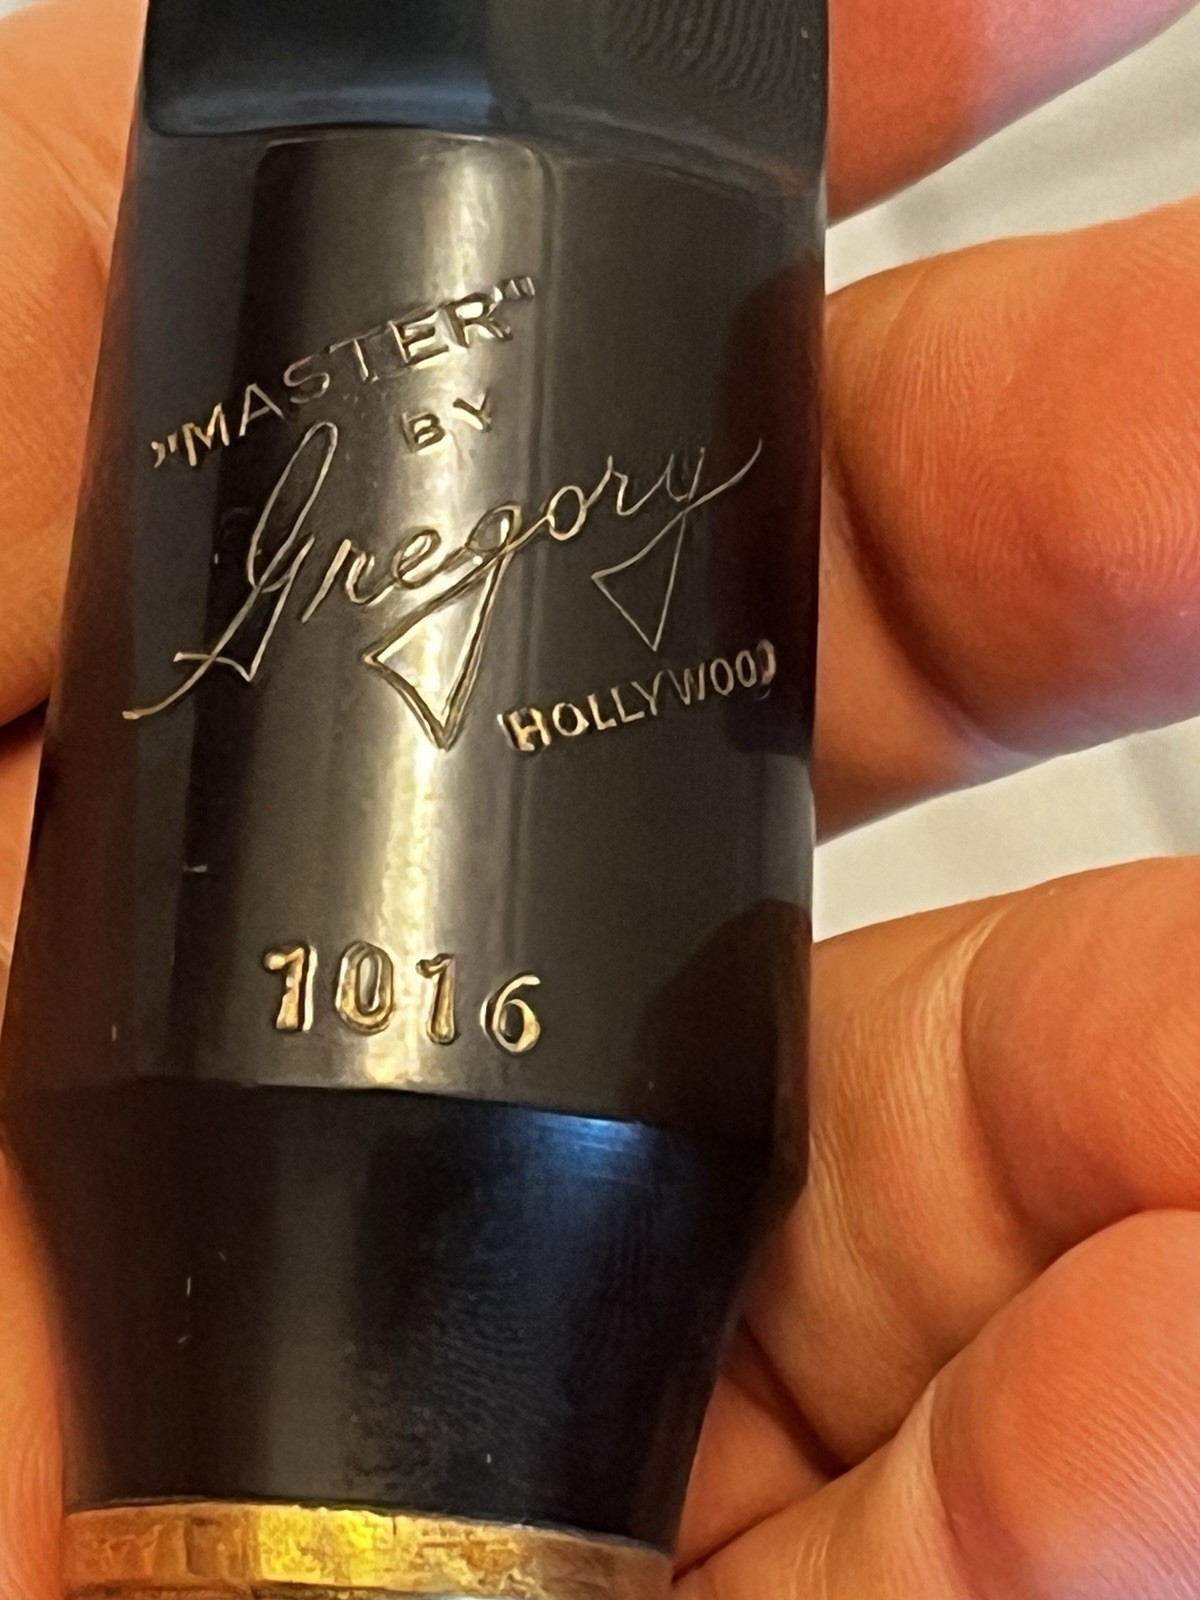 "MASTER"
BY
Gregory
HOLLYWOOD
1016